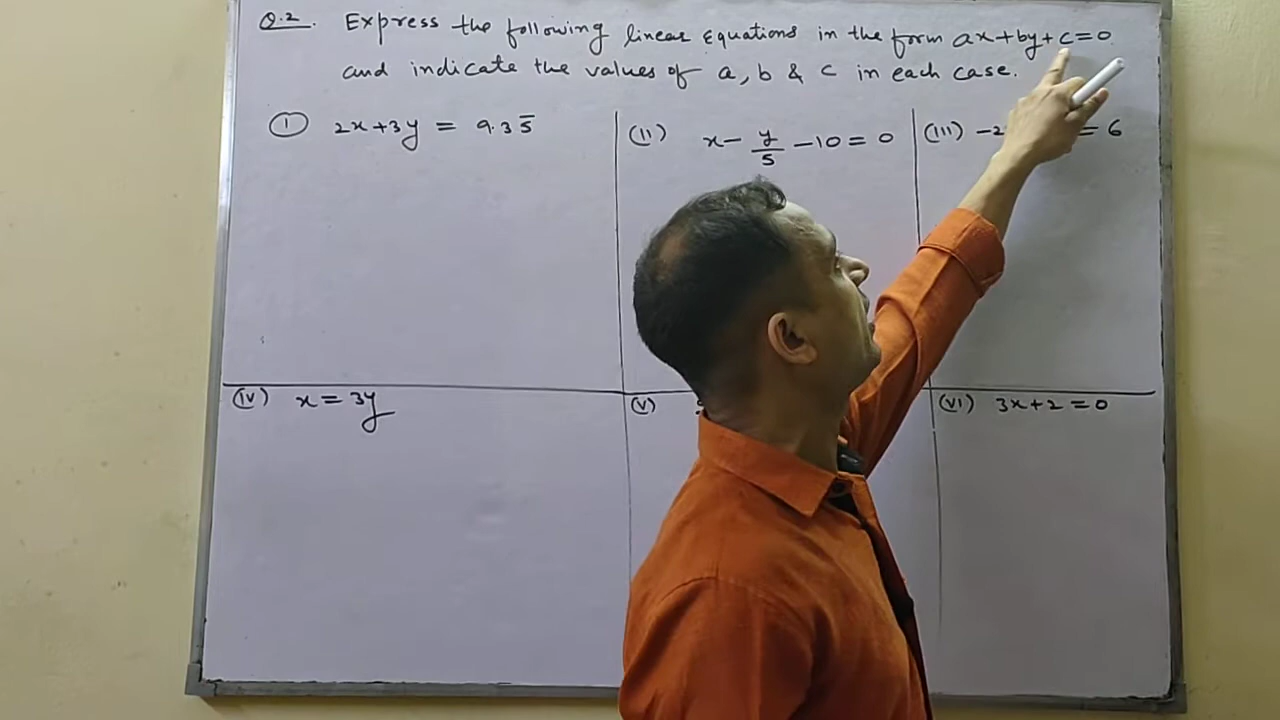 Q.2. Express the following linear Equations in the form ax+by+c=0
and indicate the values of a, b & c in each case.
(i) 2x+3y = 9.35̅
(ii) x - y/5 - 10 = 0
(iii) -2 = 6
(iv) x = 3y
(v)
(vi) 3x+2 = 0